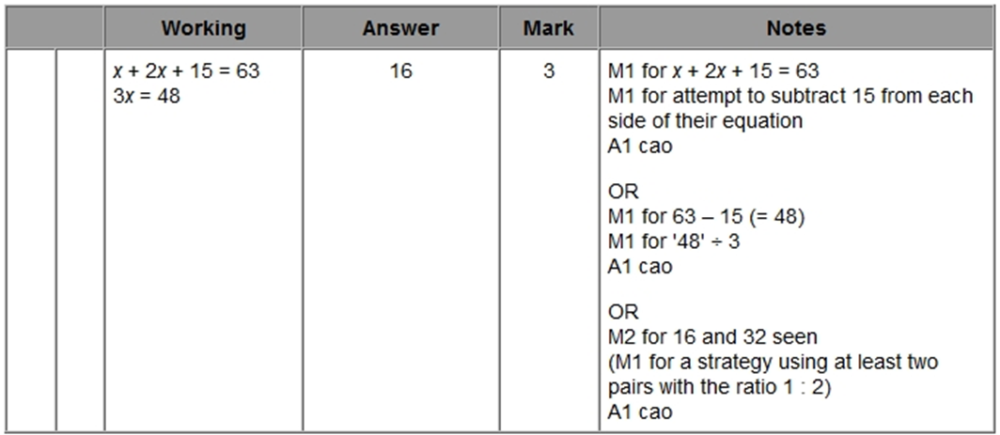 Working Answer Mark Notes
x + 2x + 15 = 63 16 3 M1 for x + 2x + 15 = 63
3x = 48 M1 for attempt to subtract 15 from each
side of their equation
A1 cao
OR
M1 for 63 – 15 (= 48)
M1 for '48' ÷ 3
A1 cao
OR
M2 for 16 and 32 seen
(M1 for a strategy using at least two
pairs with the ratio 1 : 2)
A1 cao